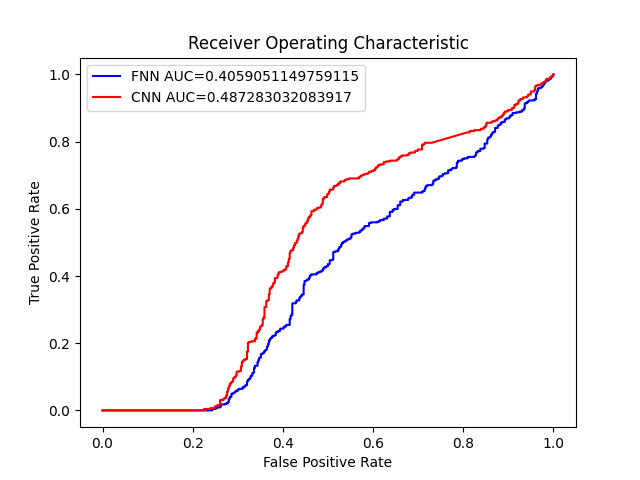 Receiver Operating Characteristic
FNN AUC=0.4059051149759115
CNN AUC=0.487283032083917
True Positive Rate
1.0
0.8
0.6
0.4
0.2
0.0
0.0 0.2 0.4 0.6 0.8 1.0
False Positive Rate